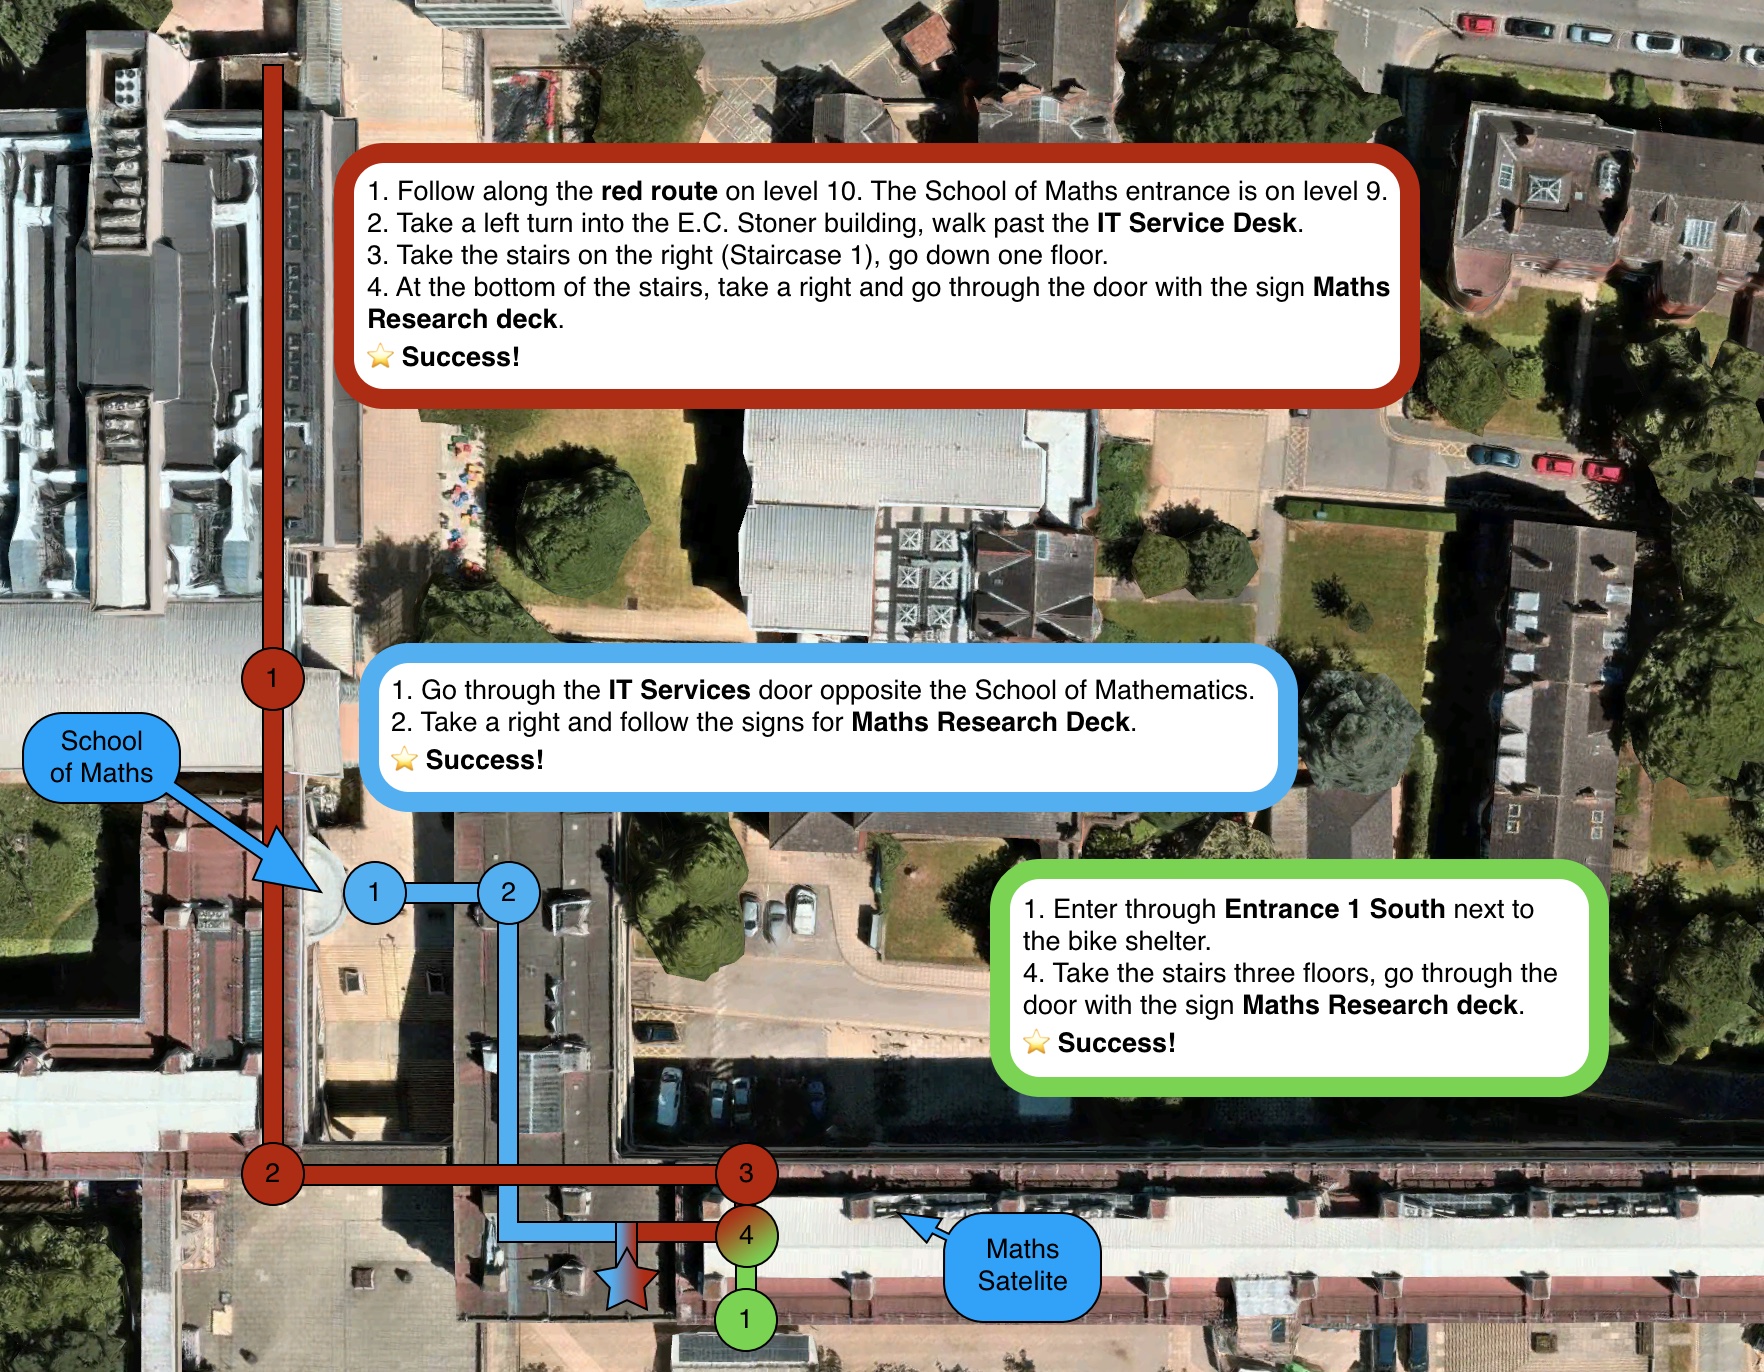 1. Follow along the red route on level 10. The School of Maths entrance is on level 9.
2. Take a left turn into the E.C. Stoner building, walk past the IT Service Desk.
3. Take the stairs on the right (Staircase 1), go down one floor.
4. At the bottom of the stairs, take a right and go through the door with the sign Maths
Research deck.
⭐ Success!
1
1. Go through the IT Services door opposite the School of Mathematics.
2. Take a right and follow the signs for Maths Research Deck.
⭐ Success!
School
of Maths
1
2
1. Enter through Entrance 1 South next to
the bike shelter.
4. Take the stairs three floors, go through the
door with the sign Maths Research deck.
⭐ Success!
2
3
4
Maths
Satelite
1